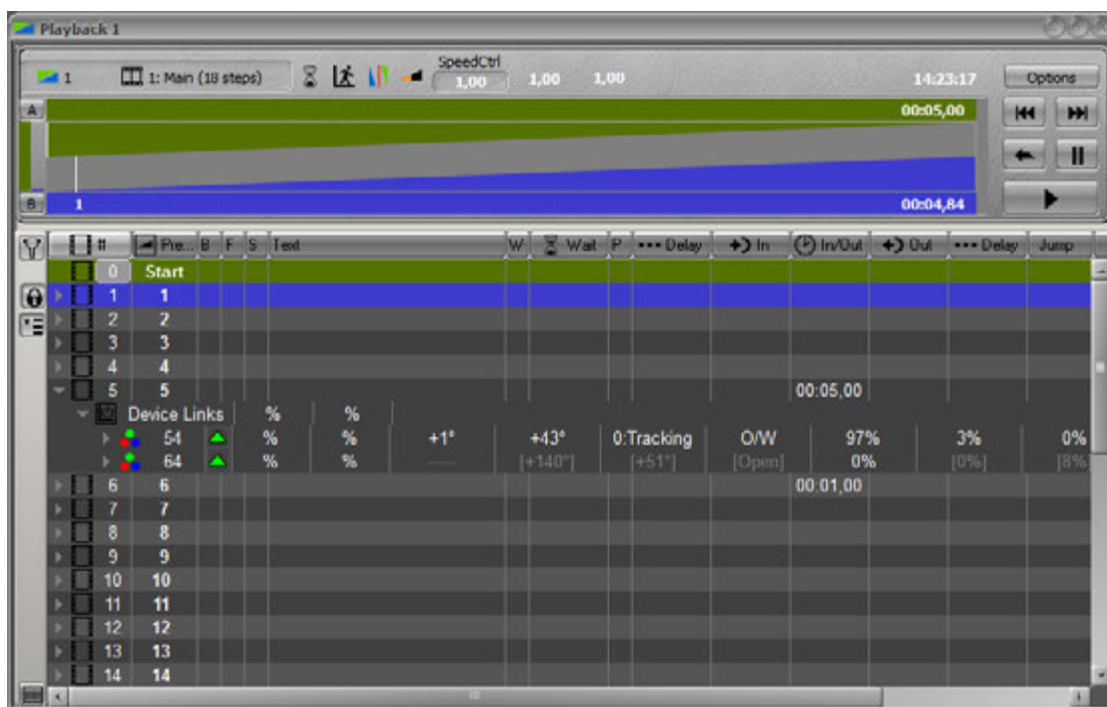 Playback 1
1 1: Main (18 steps) SpeedCtrl 1,00 1,00 1,00 14:23:17 Options
A 00:05,00
B 1 00:04,84
# Pre... B F S Text W Wait P Delay In In/Out Out Delay Jump
0 Start
1 1
2 2
3 3
4 4
5 5 00:05,00
Device Links % %
54 % % +1° +43° 0:Tracking O/W 97% 3% 0%
64 % % [+140°] [+51°] [Open] 0% [0%] [8%]
6 6 00:01,00
7 7
8 8
9 9
10 10
11 11
12 12
13 13
14 14